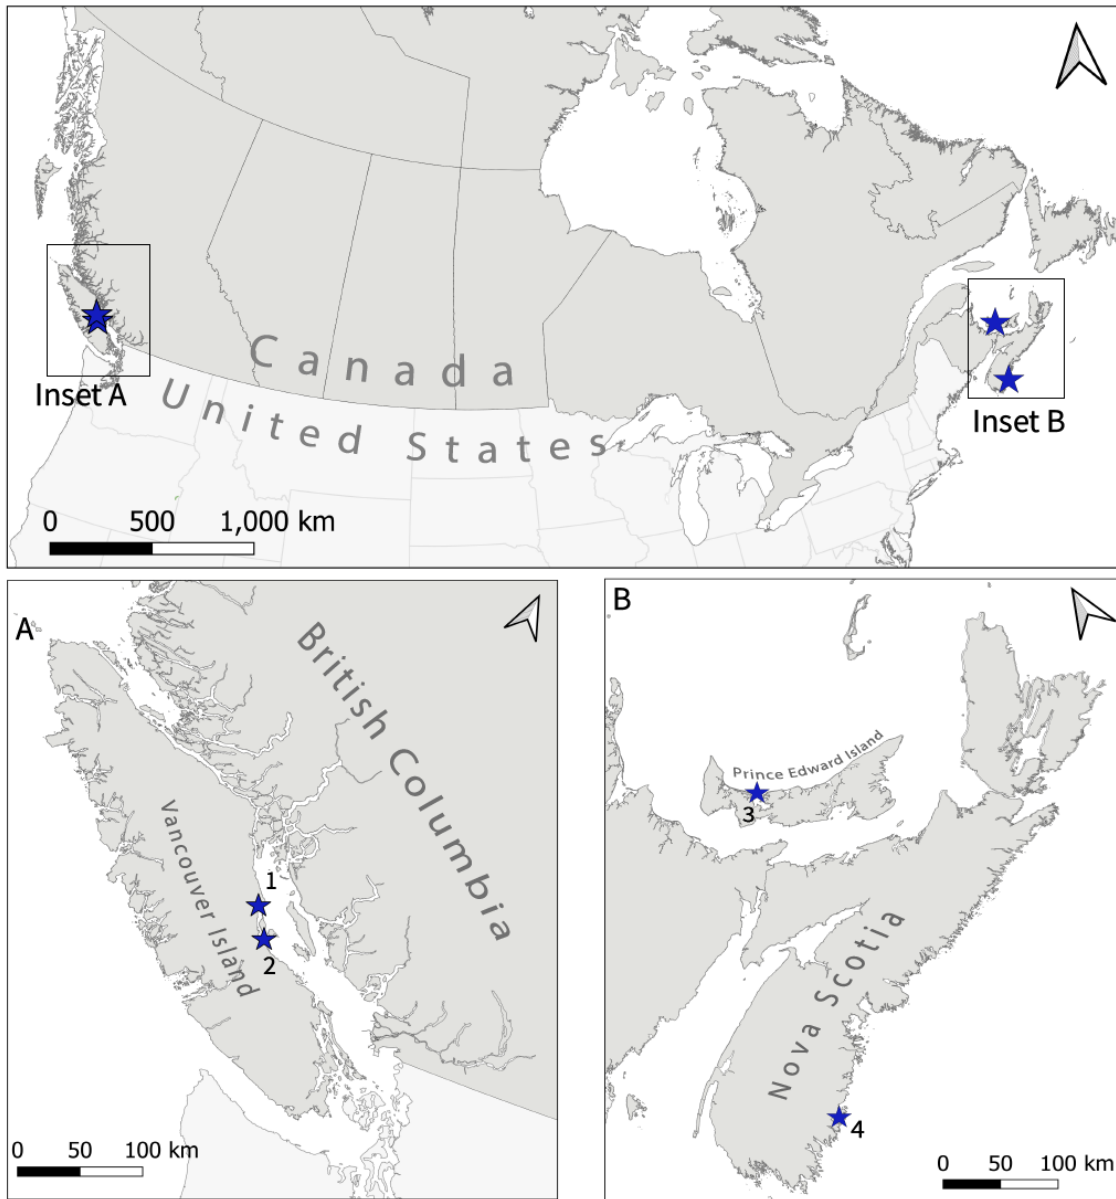 Canada
United States
Inset A
Inset B
0 500 1,000 km
A
British Columbia
Vancouver Island
1
2
0 50 100 km
B
Prince Edward Island
3
Nova Scotia
4
0 50 100 km